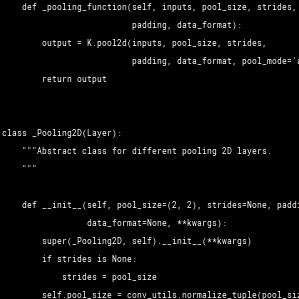 def _pooling_function(self, inputs, pool_size, strides,
padding, data_format):
output = K.pool2d(inputs, pool_size, strides,
padding, data_format, pool_mode='a
return output
class _Pooling2D(Layer):
"""Abstract class for different pooling 2D layers.
"""
def __init__(self, pool_size=(2, 2), strides=None, paddi
data_format=None, **kwargs):
super(_Pooling2D, self).__init__(**kwargs)
if strides is None:
strides = pool_size
self.pool_size = conv_utils.normalize_tuple(pool_siz